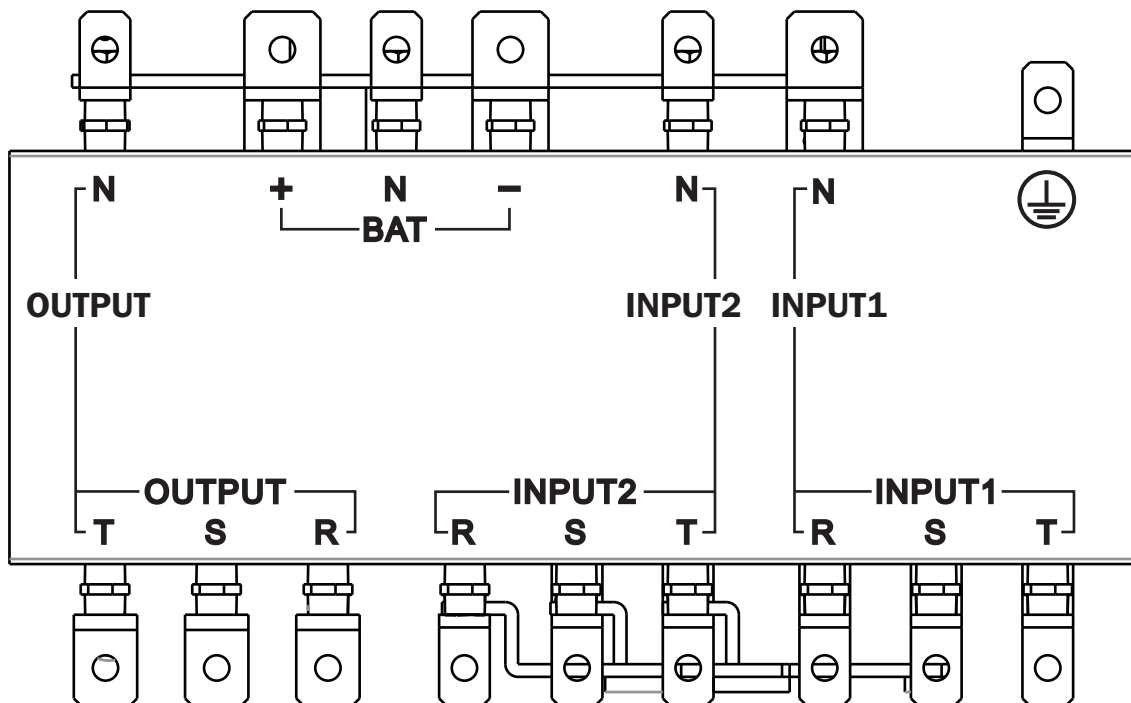 N + N − N N
BAT
OUTPUT INPUT2 INPUT1
OUTPUT INPUT2 INPUT1
T S R R S T R S T